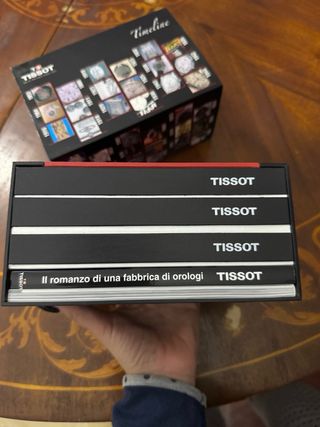 TISSOT
Timeline
TISSOT
TISSOT
TISSOT
Il romanzo di una fabbrica di orologi TISSOT